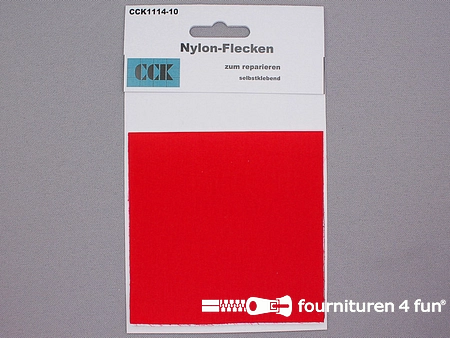 CCK1114-10
Nylon-Flecken
CCK
zum reparieren
selbstklebend
fournituren 4 fun®